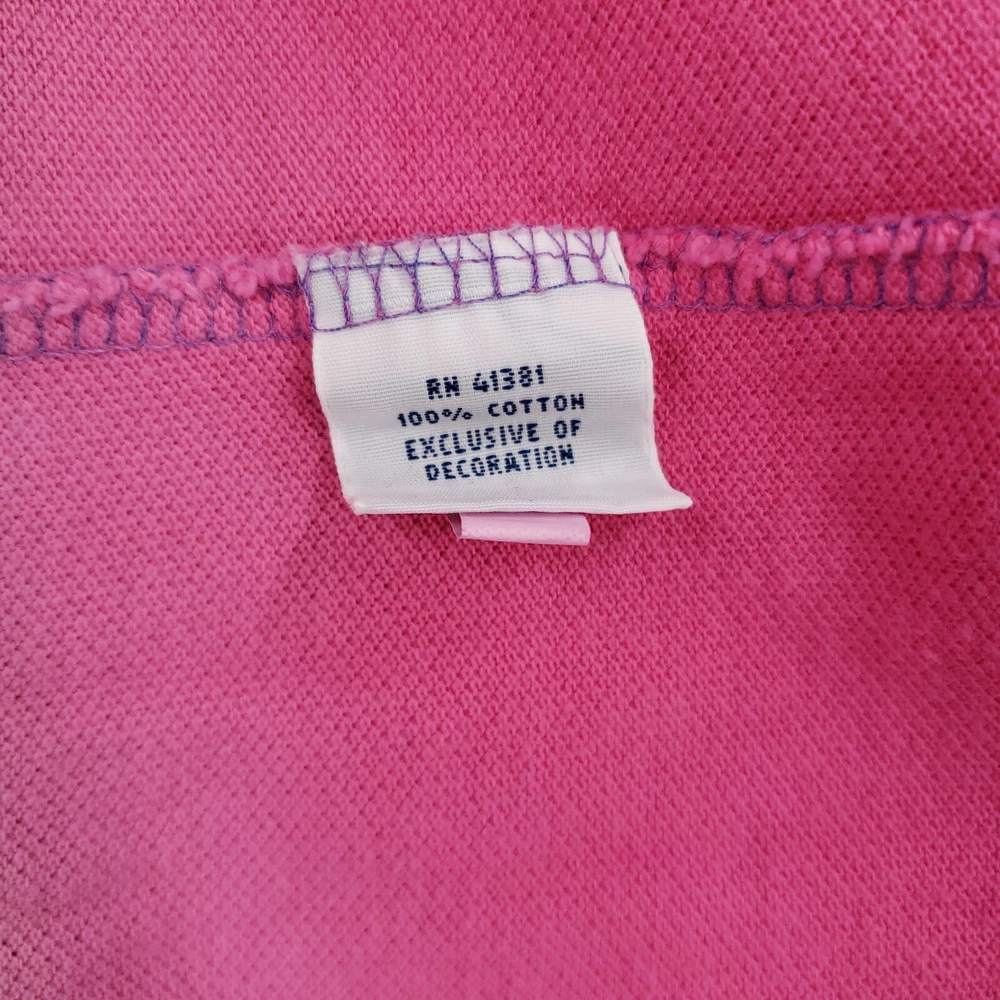 RN 41381
100% COTTON
EXCLUSIVE OF
DECORATION